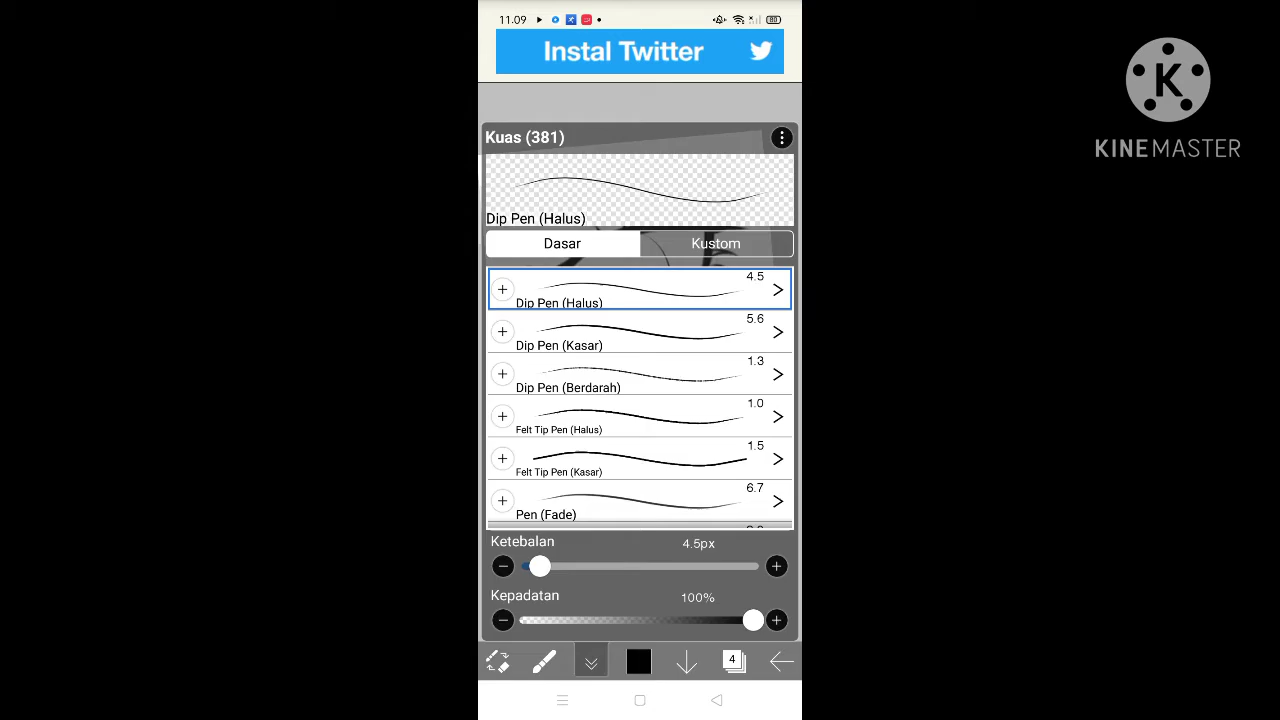 11.09
80
Instal Twitter
K
KINEMASTER
Kuas (381)
Dip Pen (Halus)
Dasar
Kustom
4.5
Dip Pen (Halus)
5.6
Dip Pen (Kasar)
1.3
Dip Pen (Berdarah)
1.0
Felt Tip Pen (Halus)
1.5
Felt Tip Pen (Kasar)
6.7
Pen (Fade)
Ketebalan
4.5px
Kepadatan
100%
4